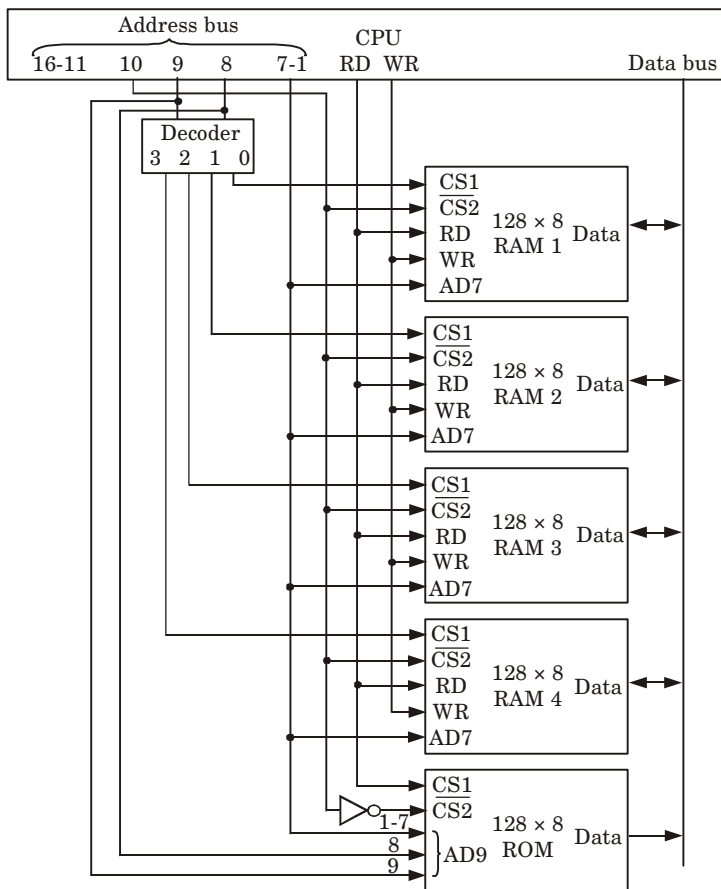 Address bus
CPU
16-11 10 9 8 7-1 RD WR Data bus
Decoder
3 2 1 0
CS1
CS2
RD
WR
AD7
128 × 8
RAM 1
Data
CS1
CS2
RD
WR
AD7
128 × 8
RAM 2
Data
CS1
CS2
RD
WR
AD7
128 × 8
RAM 3
Data
CS1
CS2
RD
WR
AD7
128 × 8
RAM 4
Data
CS1
CS2
1-7
8
9
AD9
128 × 8
ROM
Data